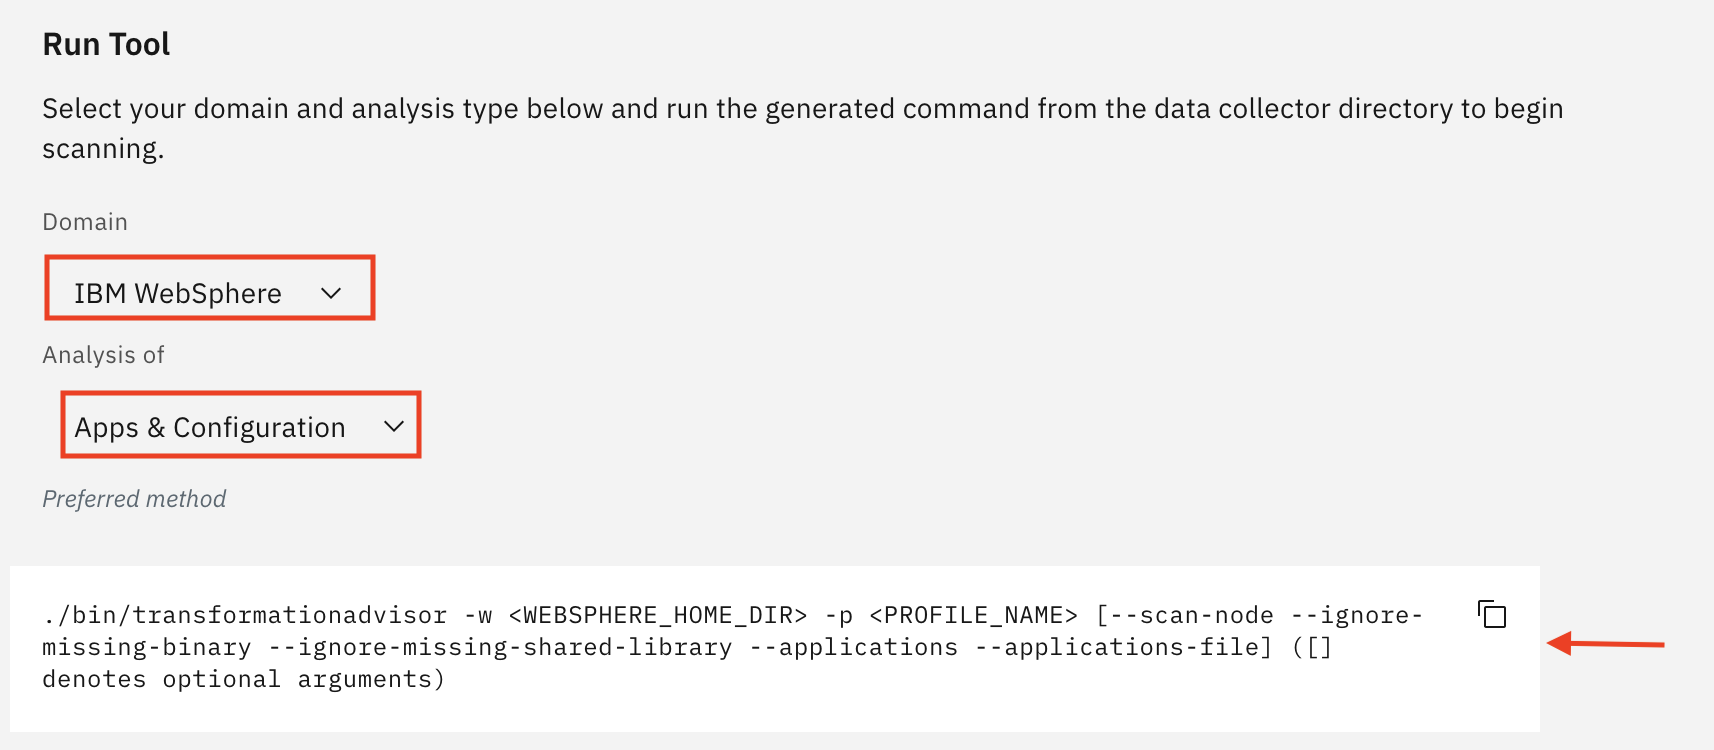 Run Tool
Select your domain and analysis type below and run the generated command from the data collector directory to begin
scanning.
Domain
IBM WebSphere
Analysis of
Apps & Configuration
Preferred method
./bin/transformationadvisor -w <WEBSPHERE_HOME_DIR> -p <PROFILE_NAME> [--scan-node --ignore-
missing-binary --ignore-missing-shared-library --applications --applications-file] ([]
denotes optional arguments)